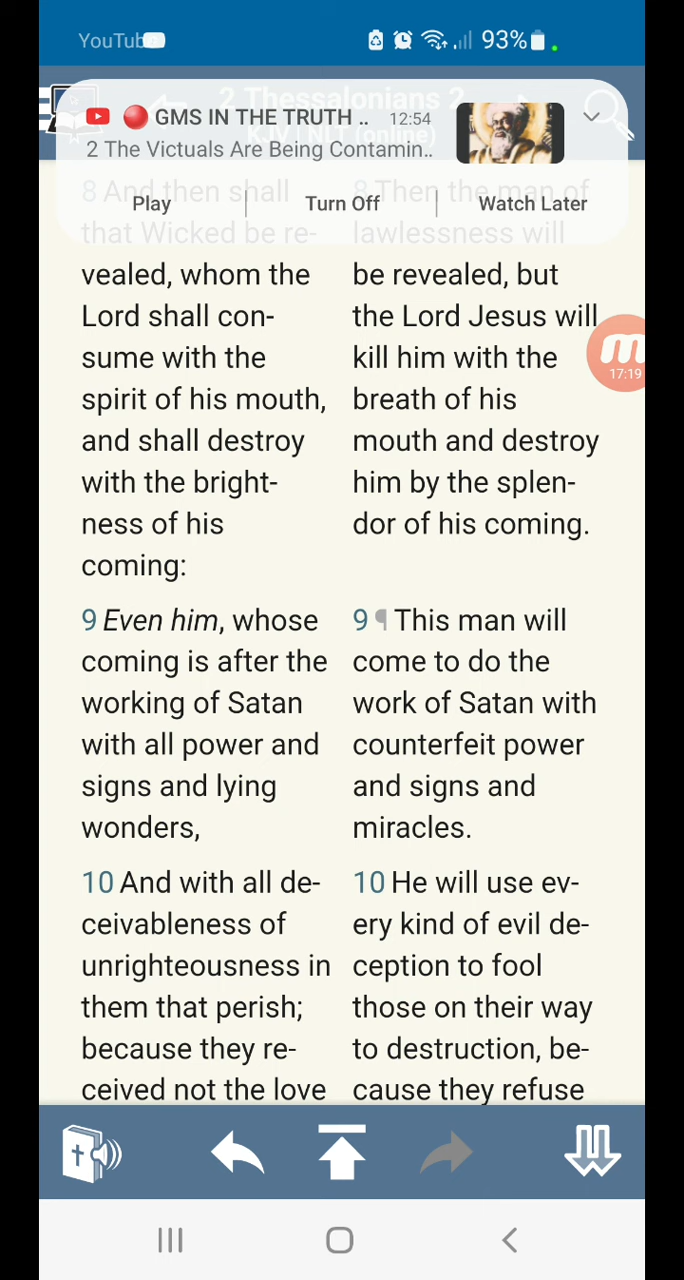 YouTube
93%
2 Thessalonians 2
KJV | NLT (online)
GMS IN THE TRUTH ..
12:54
2 The Victuals Are Being Contamin..
Play
Turn Off
Watch Later
8 And then shall
that Wicked be re-
vealed, whom the
Lord shall con-
sume with the
spirit of his mouth,
and shall destroy
with the bright-
ness of his
coming:
9 Even him, whose
coming is after the
working of Satan
with all power and
signs and lying
wonders,
10 And with all de-
ceivableness of
unrighteousness in
them that perish;
because they re-
ceived not the love
8 Then the man of
lawlessness will
be revealed, but
the Lord Jesus will
kill him with the
breath of his
mouth and destroy
him by the splen-
dor of his coming.
9 ¶ This man will
come to do the
work of Satan with
counterfeit power
and signs and
miracles.
10 He will use ev-
ery kind of evil de-
ception to fool
those on their way
to destruction, be-
cause they refuse
17:19